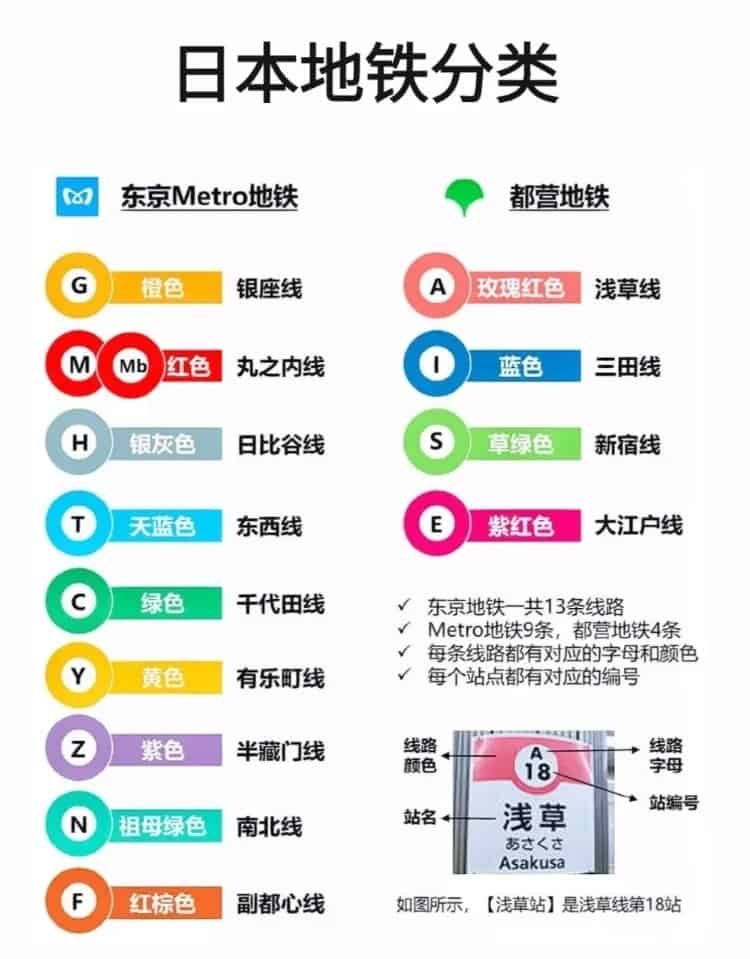 日本地铁分类
东京Metro地铁
G 橙色 银座线
M Mb 红色 丸之内线
H 银灰色 日比谷线
T 天蓝色 东西线
C 绿色 千代田线
Y 黄色 有乐町线
Z 紫色 半藏门线
N 祖母绿色 南北线
F 红棕色 副都心线
都营地铁
A 玫瑰红色 浅草线
I 蓝色 三田线
S 草绿色 新宿线
E 紫红色 大江户线
✓ 东京地铁一共13条线路
✓ Metro地铁9条，都营地铁4条
✓ 每条线路都有对应的字母和颜色
✓ 每个站点都有对应的编号
线路
颜色
站名
A
18
浅草
あさくさ
Asakusa
线路
字母
站编号
如图所示，【浅草站】是浅草线第18站